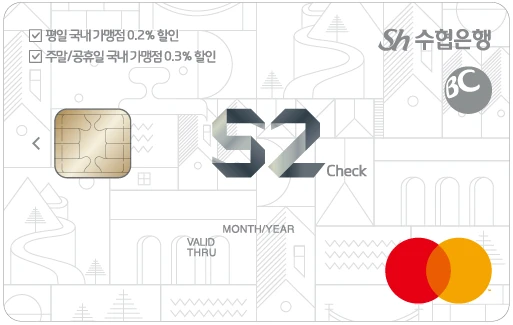 평일 국내 가맹점 0.2% 할인
주말/공휴일 국내 가맹점 0.3% 할인
Sh 수협은행
BC
S2
Check
MONTH/YEAR
VALID
THRU